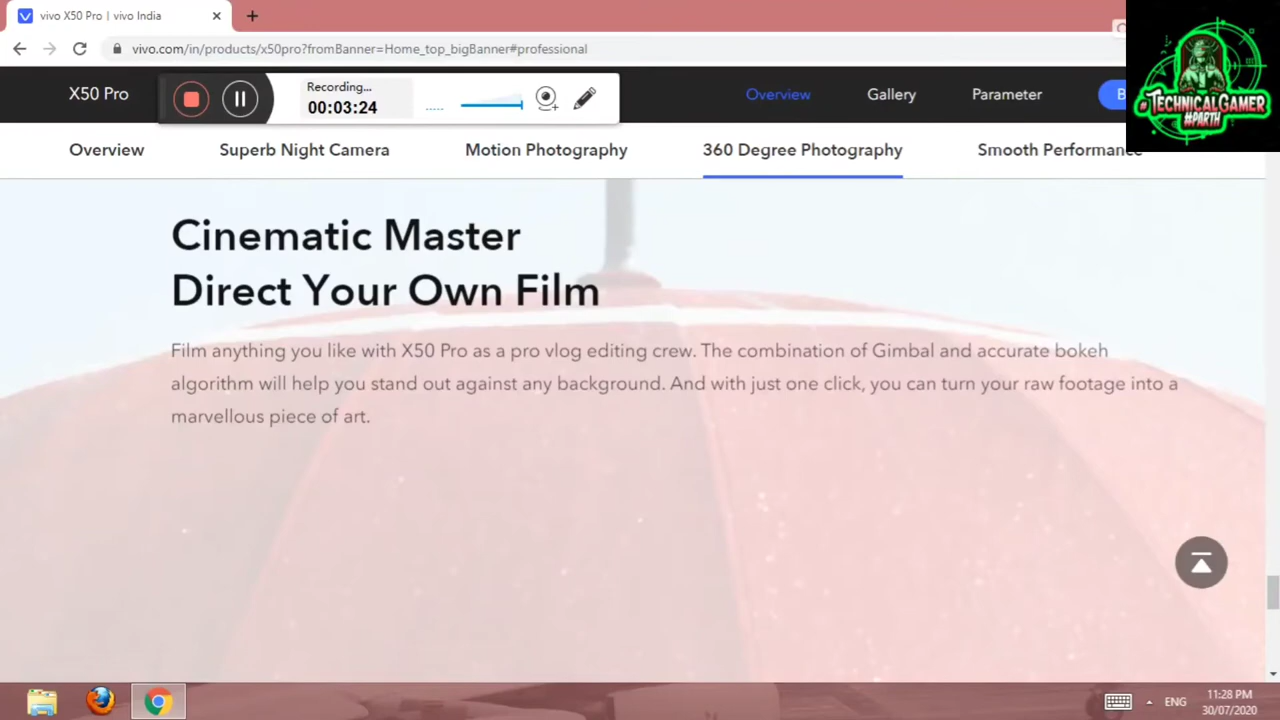 vivo X50 Pro | vivo India
vivo.com/in/products/x50pro?fromBanner=Home_top_bigBanner#professional
X50 Pro
Recording...
00:03:24
Overview
Gallery
Parameter
B
#TECHNICALGAMER
#PARTH
Overview
Superb Night Camera
Motion Photography
360 Degree Photography
Smooth Performance
Cinematic Master
Direct Your Own Film
Film anything you like with X50 Pro as a pro vlog editing crew. The combination of Gimbal and accurate bokeh
algorithm will help you stand out against any background. And with just one click, you can turn your raw footage into a
marvellous piece of art.
ENG
11:28 PM
30/07/2020